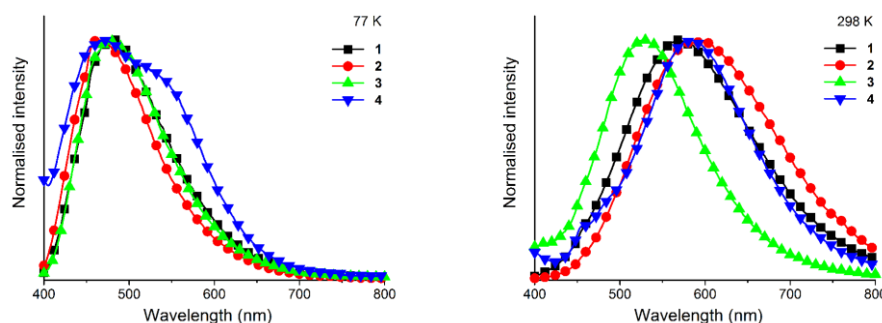 77 K
1
2
3
4
Normalised intensity
400 500 600 700 800
Wavelength (nm)
298 K
1
2
3
4
Normalised intensity
400 500 600 700 800
Wavelength (nm)